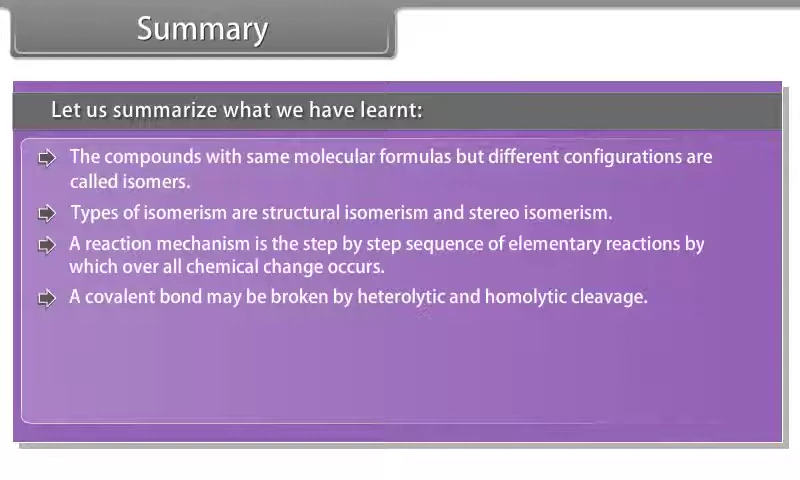 Summary
Let us summarize what we have learnt:
The compounds with same molecular formulas but different configurations are
called isomers.
Types of isomerism are structural isomerism and stereo isomerism.
A reaction mechanism is the step by step sequence of elementary reactions by
which over all chemical change occurs.
A covalent bond may be broken by heterolytic and homolytic cleavage.